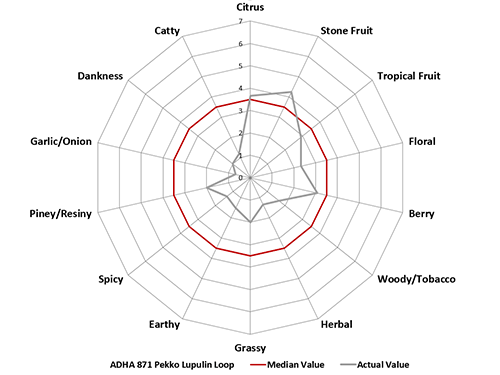 Citrus
7
6
5
4
3
2
1
0
Stone Fruit
Tropical Fruit
Floral
Berry
Woody/Tobacco
Herbal
Grassy
Earthy
Spicy
Piney/Resiny
Garlic/Onion
Dankness
Catty
ADHA 871 Pekko Lupulin Loop Median Value Actual Value